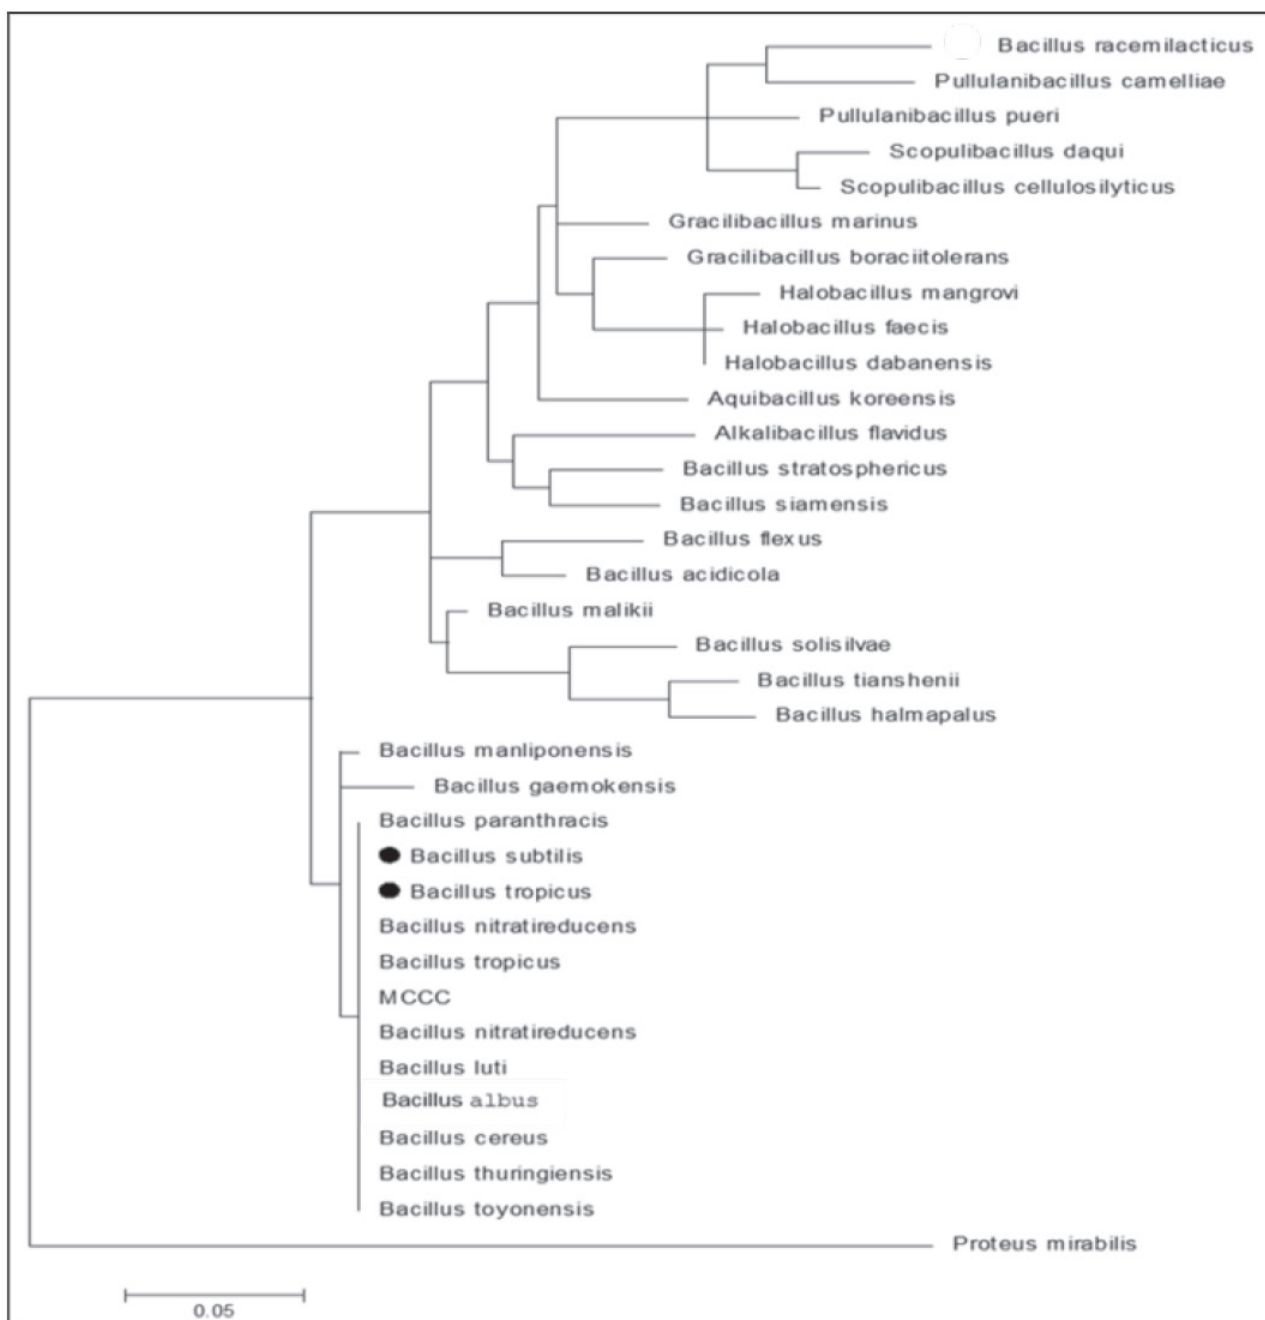 Bacillus racemilacticus
Pullulanibacillus camelliae
Pullulanibacillus pueri
Scopulibacillus daqui
Scopulibacillus cellulosilyticus
Gracilibacillus marinus
Gracilibacillus boraciitolerans
Halobacillus mangrovi
Halobacillus faecis
Halobacillus dabanensis
Aquibacillus koreensis
Alkalibacillus flavidus
Bacillus stratosphericus
Bacillus siamensis
Bacillus flexus
Bacillus acidicola
Bacillus malikii
Bacillus solisilvae
Bacillus tianshenii
Bacillus halmapalus
Bacillus manliponensis
Bacillus gaemokensis
Bacillus paranthracis
Bacillus subtilis
Bacillus tropicus
Bacillus nitratireducens
Bacillus tropicus
MCCC
Bacillus nitratireducens
Bacillus luti
Bacillus albus
Bacillus cereus
Bacillus thuringiensis
Bacillus toyonensis
Proteus mirabilis
0.05